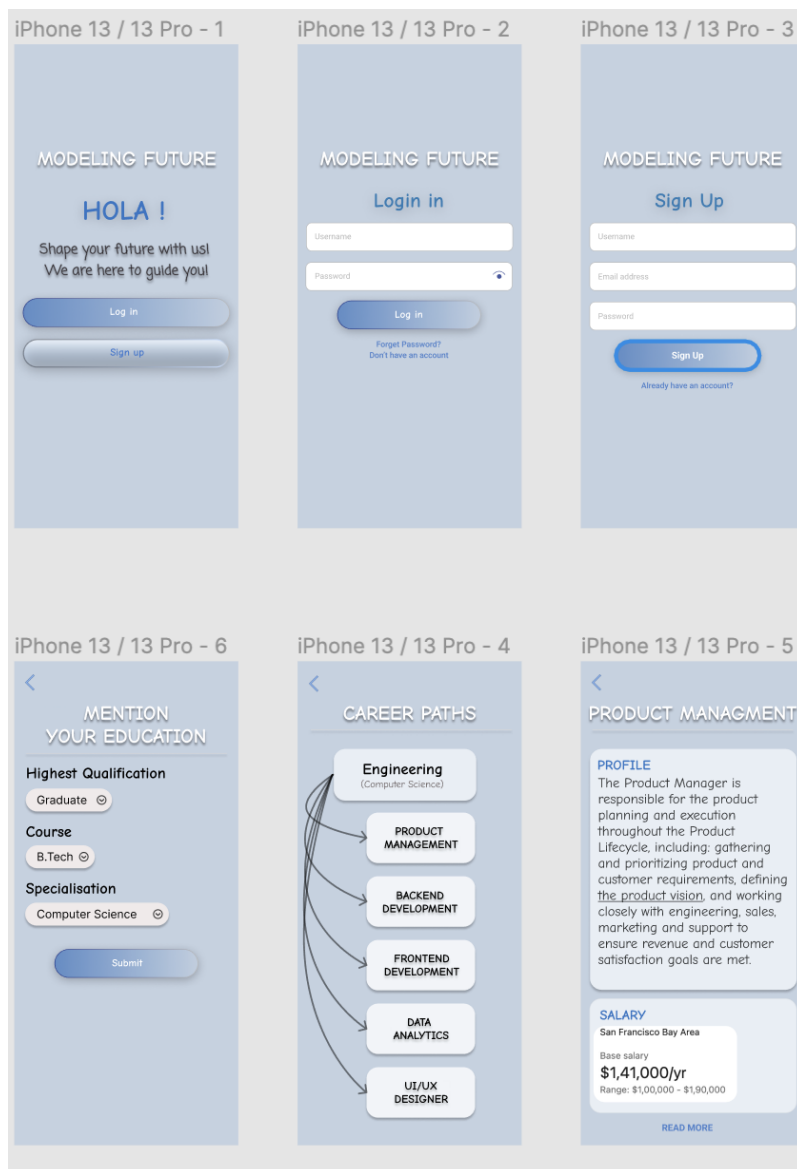 iPhone 13 / 13 Pro - 1
MODELING FUTURE
HOLA !
Shape your future with us!
We are here to guide you!
Log in
Sign up
iPhone 13 / 13 Pro - 2
MODELING FUTURE
Login in
Username
Password
Log in
Forget Password?
Don't have an account
iPhone 13 / 13 Pro - 3
MODELING FUTURE
Sign Up
Username
Email address
Password
Sign Up
Already have an account?
iPhone 13 / 13 Pro - 6
MENTION
YOUR EDUCATION
Highest Qualification
Graduate
Course
B.Tech
Specialisation
Computer Science
Submit
iPhone 13 / 13 Pro - 4
CAREER PATHS
Engineering
(Computer Science)
PRODUCT
MANAGEMENT
BACKEND
DEVELOPMENT
FRONTEND
DEVELOPMENT
DATA
ANALYTICS
UI/UX
DESIGNER
iPhone 13 / 13 Pro - 5
PRODUCT MANAGMENT
PROFILE
The Product Manager is
responsible for the product
planning and execution
throughout the Product
Lifecycle, including: gathering
and prioritizing product and
customer requirements, defining
the product vision, and working
closely with engineering, sales,
marketing and support to
ensure revenue and customer
satisfaction goals are met.
SALARY
San Francisco Bay Area
Base salary
$1,41,000/yr
Range: $1,00,000 - $1,90,000
READ MORE